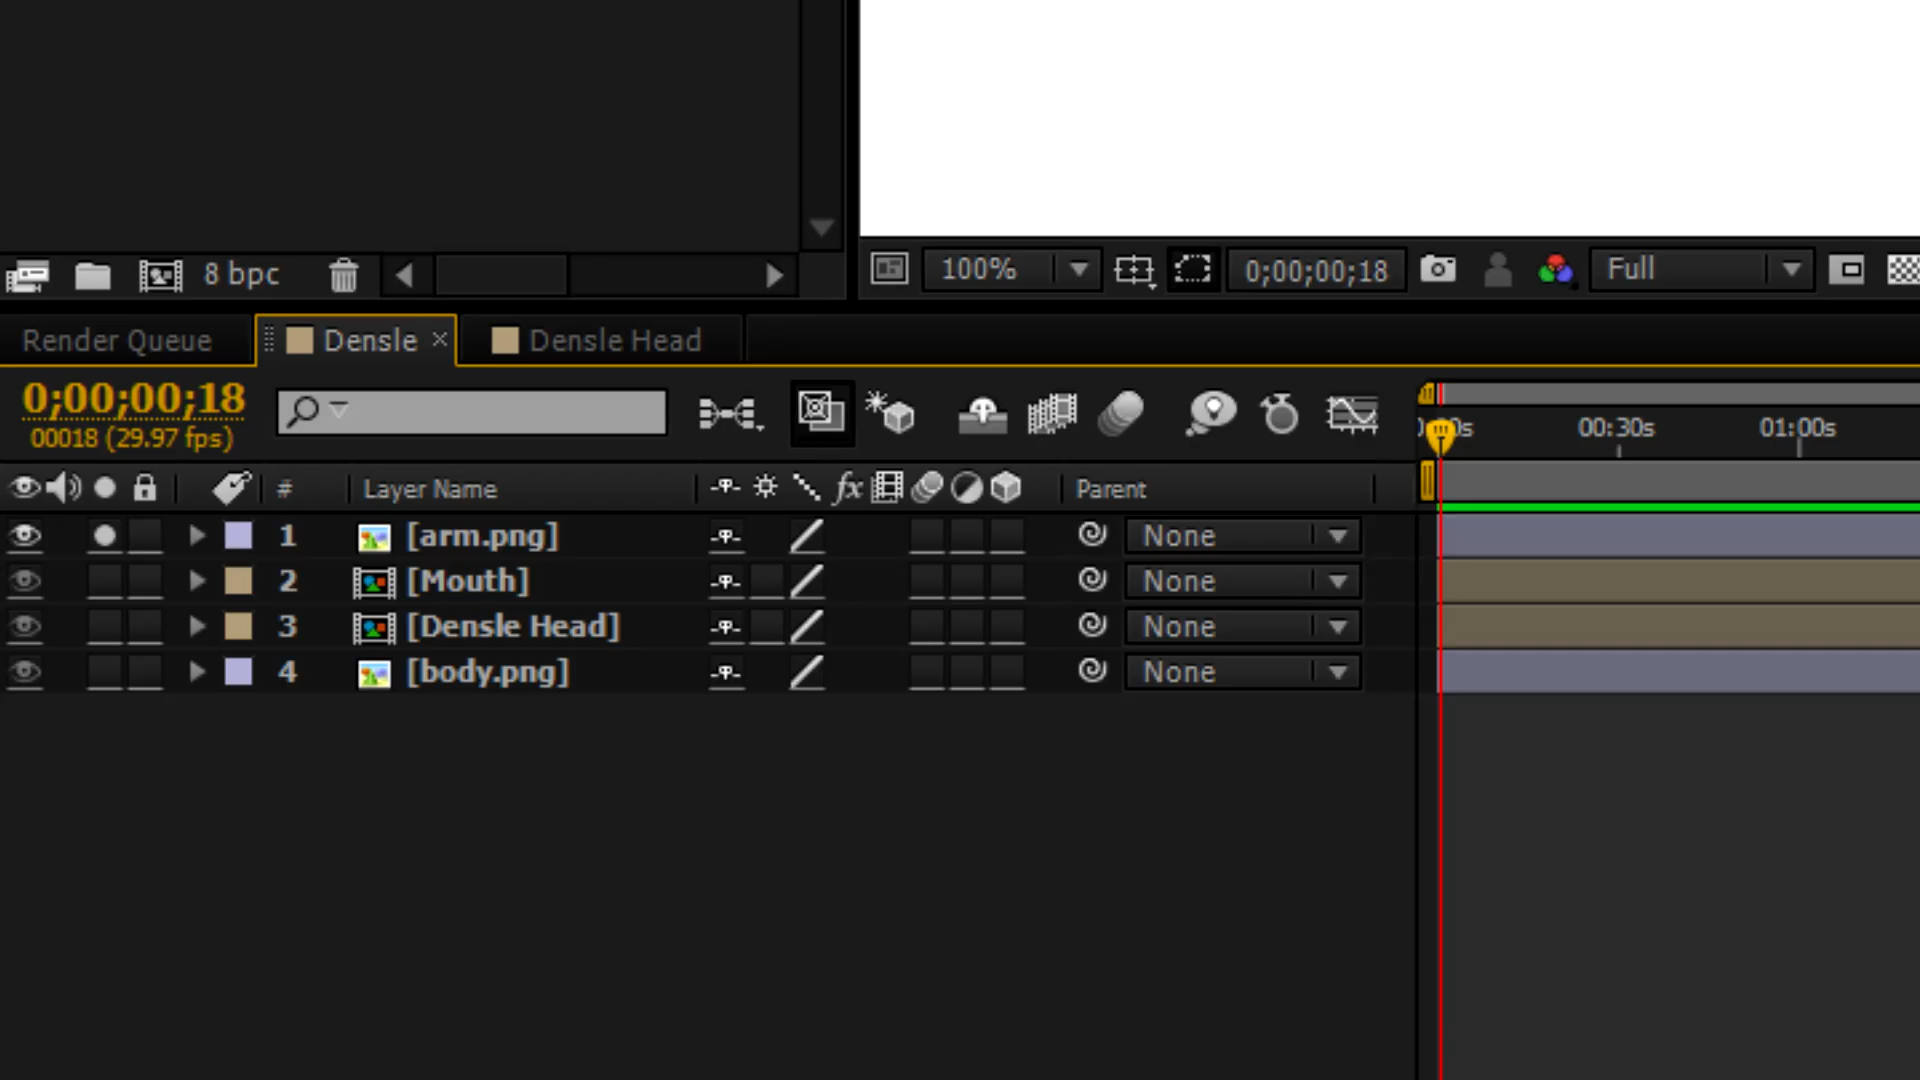 8 bpc
100%
0;00;00;18
Full
Render Queue
Densle
Densle Head
0;00;00;18
00018 (29.97 fps)
00:30s
01:00s
#
Layer Name
fx
Parent
1 [arm.png] None
2 [Mouth] None
3 [Densle Head] None
4 [body.png] None